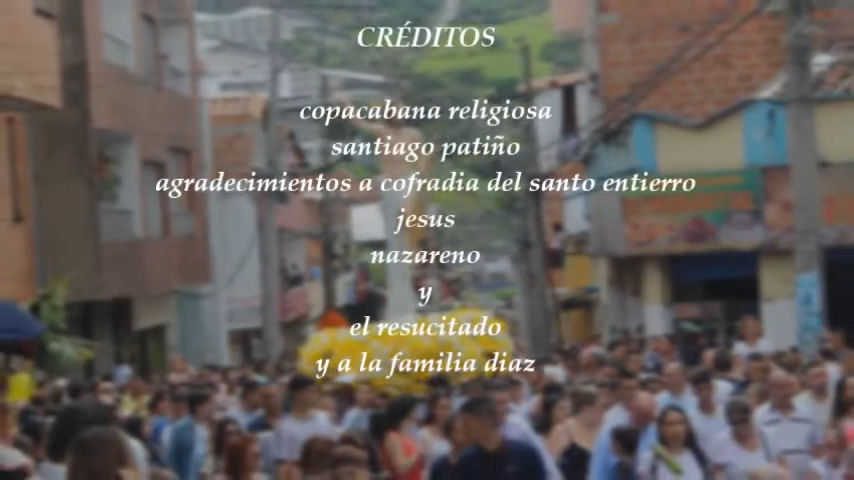 CRÉDITOS
copacabana religiosa
santiago patiño
agradecimientos a cofradia del santo entierro
jesus
nazareno
y
el resucitado
y a la familia diaz